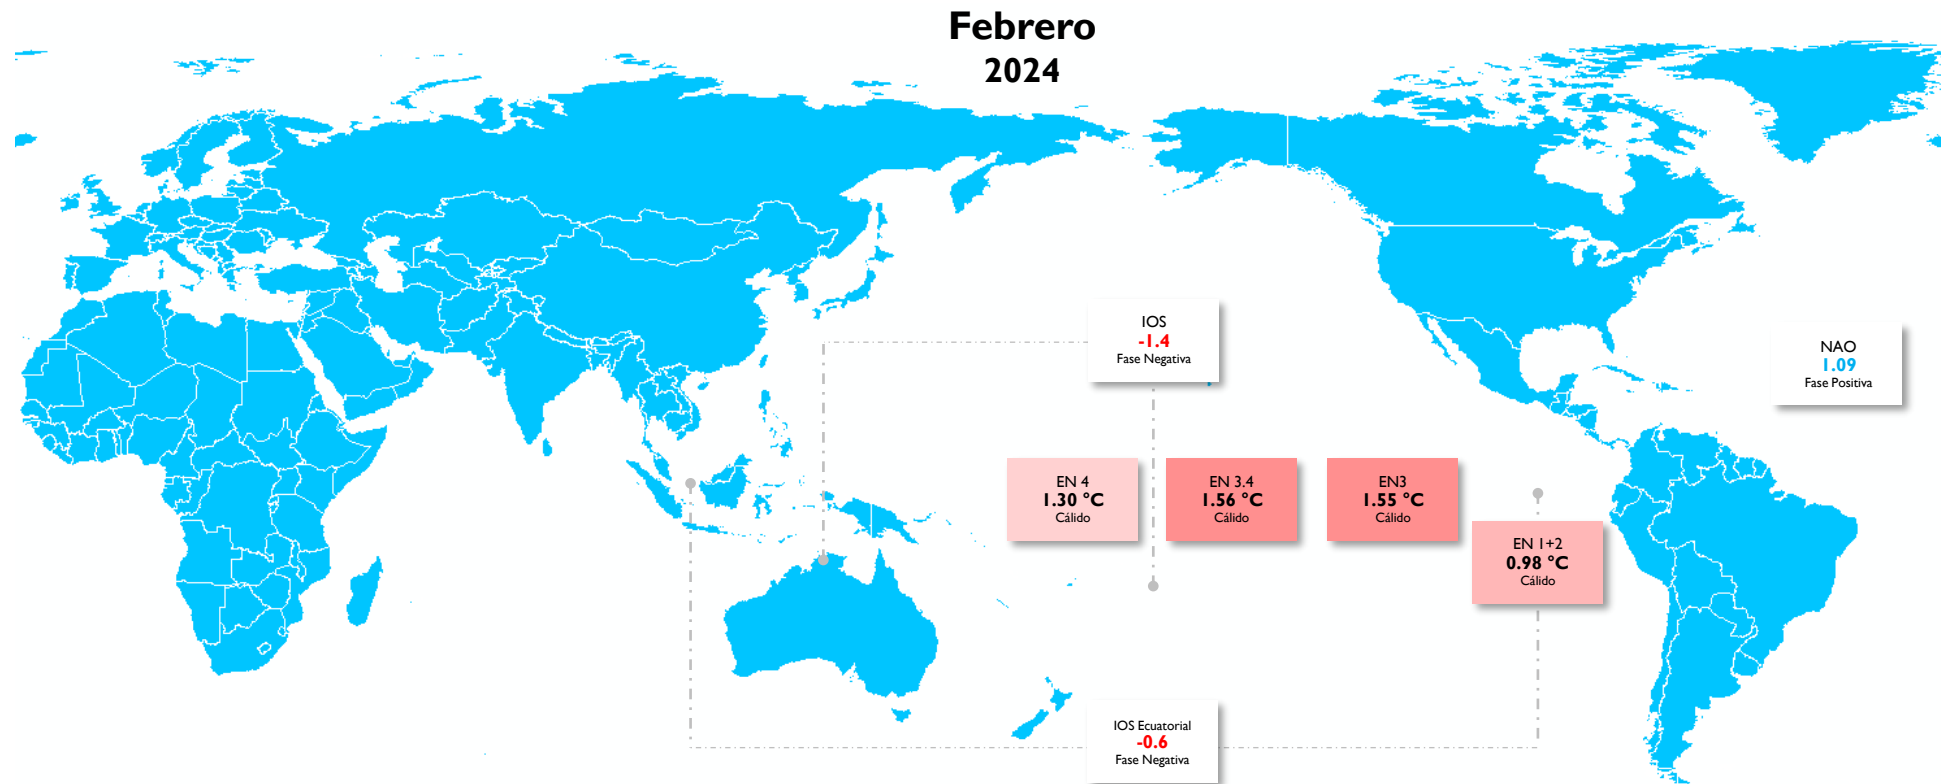 Febrero
2024
IOS
-1.4
Fase Negativa
NAO
1.09
Fase Positiva
EN 4
1.30 °C
Cálido
EN 3.4
1.56 °C
Cálido
EN3
1.55 °C
Cálido
EN 1+2
0.98 °C
Cálido
IOS Ecuatorial
-0.6
Fase Negativa